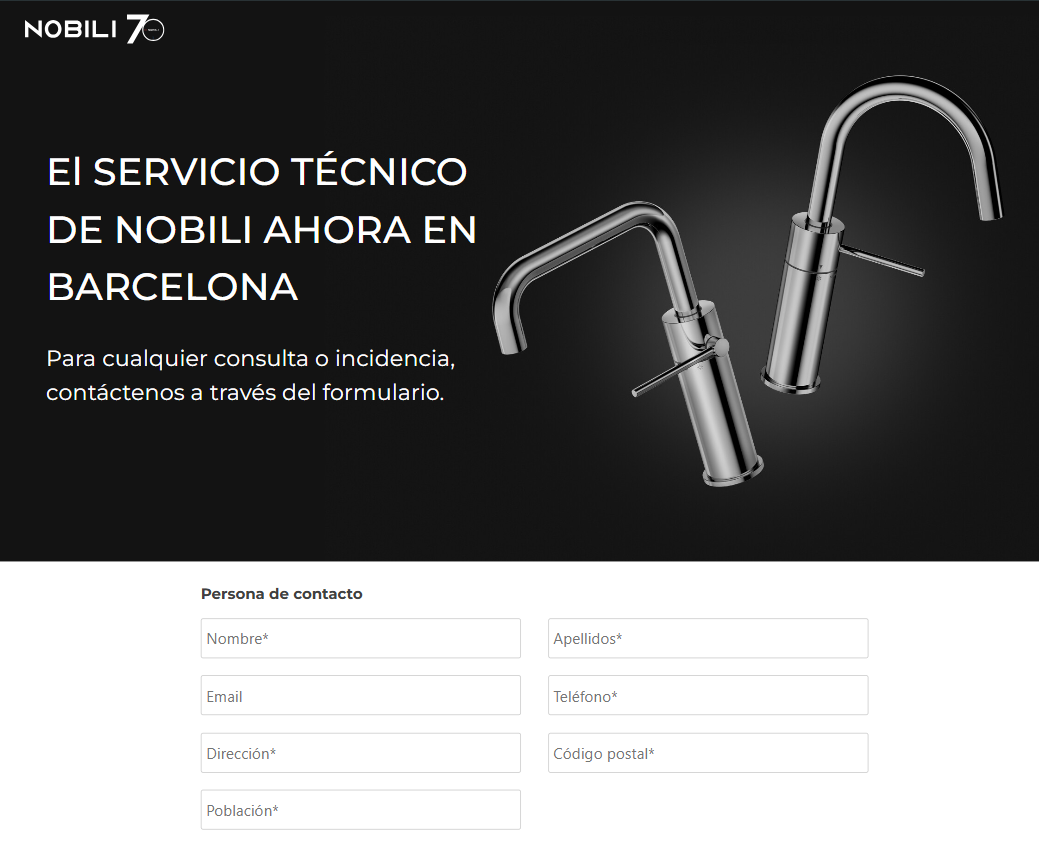 NOBILI 70
El SERVICIO TÉCNICO
DE NOBILI AHORA EN
BARCELONA
Para cualquier consulta o incidencia,
contáctenos a través del formulario.
Persona de contacto
Nombre*
Apellidos*
Email
Teléfono*
Dirección*
Código postal*
Población*